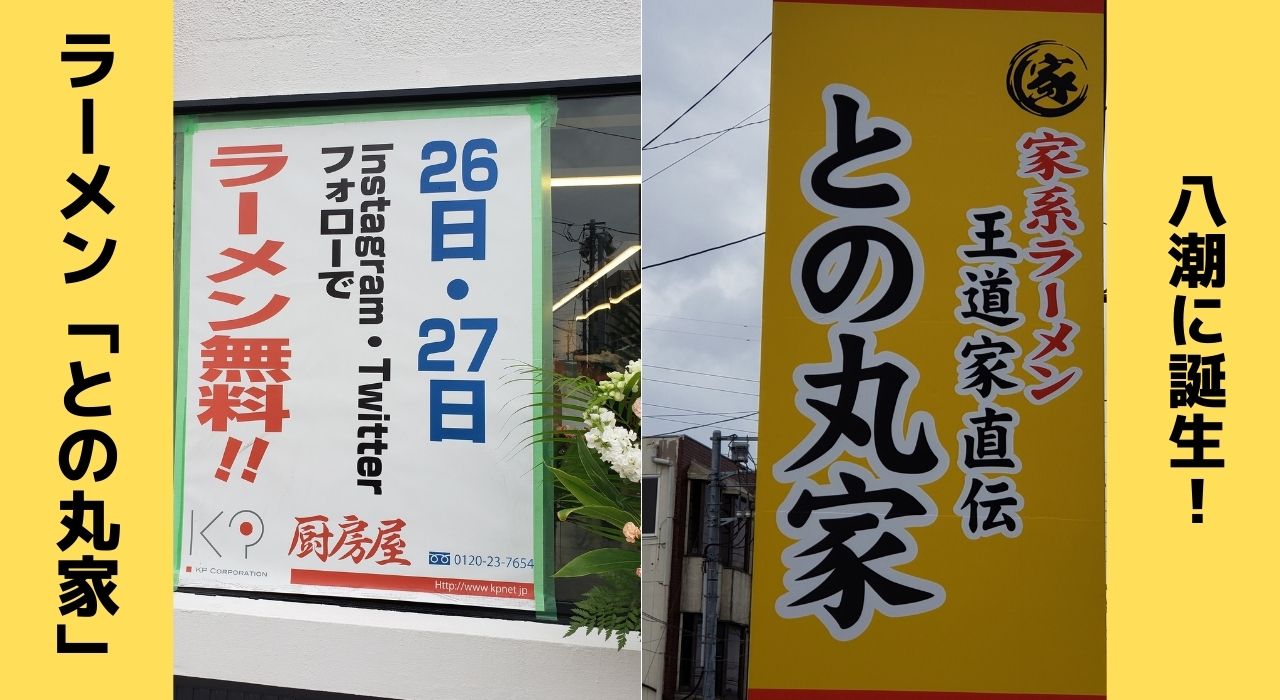 八潮に誕生!
ラーメン「との丸家」
26日・27日
Instagram・Twitter
フォローで
ラーメン無料!!
KP
KP CORPORATION
厨房屋
0120-23-7654
Http://www.kpnet.jp
家
家系ラーメン
王道家直伝
との丸家